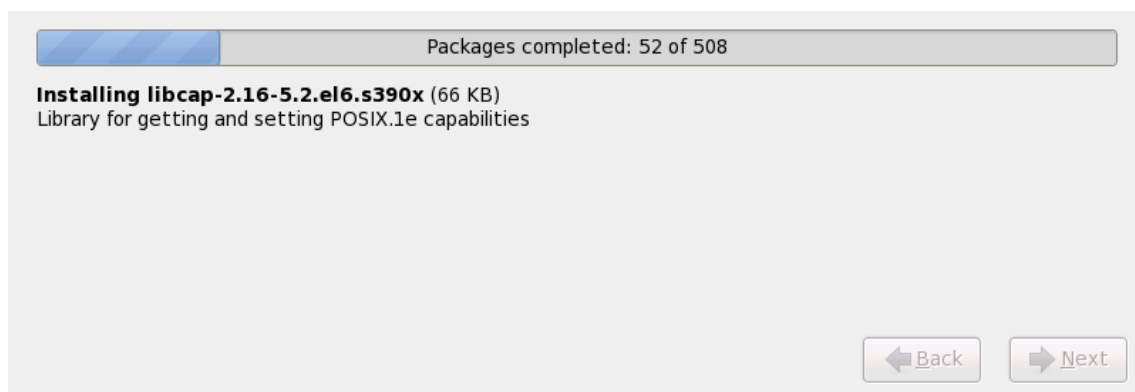 Packages completed: 52 of 508
Installing libcap-2.16-5.2.el6.s390x (66 KB)
Library for getting and setting POSIX.1e capabilities
Back
Next